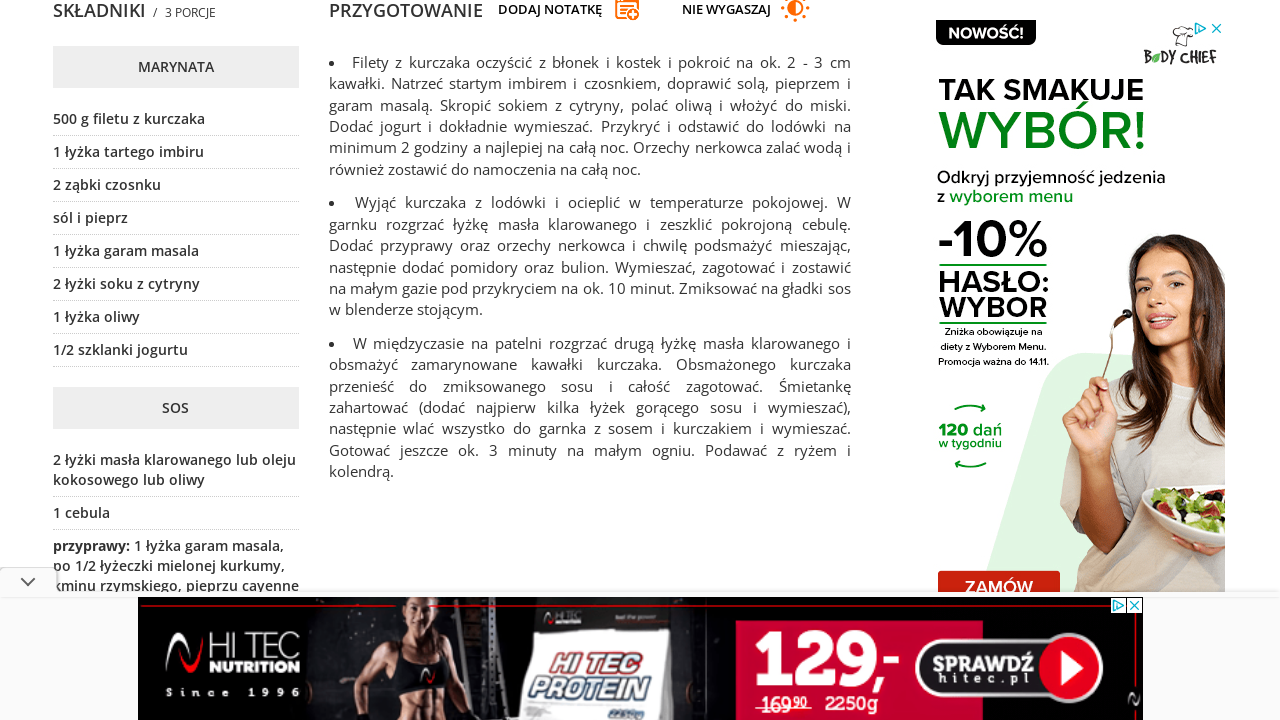 SKŁADNIKI / 3 PORCJE
MARYNATA
500 g filetu z kurczaka
1 łyżka tartego imbiru
2 ząbki czosnku
sól i pieprz
1 łyżka garam masala
2 łyżki soku z cytryny
1 łyżka oliwy
1/2 szklanki jogurtu
SOS
2 łyżki masła klarowanego lub oleju
kokosowego lub oliwy
1 cebula
przyprawy: 1 łyżka garam masala,
po 1/2 łyżeczki mielonej kurkumy,
kminu rzymskiego, pieprzu cayenne
PRZYGOTOWANIE DODAJ NOTATKĘ NIE WYGASZAJ
• Filety z kurczaka oczyścić z błonek i kostek i pokroić na ok. 2 - 3 cm
kawałki. Natrzeć startym imbirem i czosnkiem, doprawić solą, pieprzem i
garam masalą. Skropić sokiem z cytryny, polać oliwą i włożyć do miski.
Dodać jogurt i dokładnie wymieszać. Przykryć i odstawić do lodówki na
minimum 2 godziny a najlepiej na całą noc. Orzechy nerkowca zalać wodą i
również zostawić do namoczenia na całą noc.
• Wyjąć kurczaka z lodówki i ocieplić w temperaturze pokojowej. W
garnku rozgrzać łyżkę masła klarowanego i zeszklić pokrojoną cebulę.
Dodać przyprawy oraz orzechy nerkowca i chwilę podsmażyć mieszając,
następnie dodać pomidory oraz bulion. Wymieszać, zagotować i zostawić
na małym gazie pod przykryciem na ok. 10 minut. Zmiksować na gładki sos
w blenderze stojącym.
• W międzyczasie na patelni rozgrzać drugą łyżkę masła klarowanego i
obsmażyć zamarynowane kawałki kurczaka. Obsmażonego kurczaka
przenieść do zmiksowanego sosu i całość zagotować. Śmietankę
zahartować (dodać najpierw kilka łyżek gorącego sosu i wymieszać),
następnie wlać wszystko do garnka z sosem i kurczakiem i wymieszać.
Gotować jeszcze ok. 3 minuty na małym ogniu. Podawać z ryżem i
kolendrą.
NOWOŚĆ!
BODY CHIEF
TAK SMAKUJE
WYBÓR!
Odkryj przyjemność jedzenia
z wyborem menu
-10%
HASŁO:
WYBOR
Zniżka obowiązuje na
diety z Wyborem Menu.
Promocja ważna do 14.11.
120 dań
w tygodniu
ZAMÓW
HI TEC
NUTRITION
Since 1996
HI TEC
PROTEIN
129,-
169⁹⁰ 2250g
SPRAWDŹ
hitec.pl